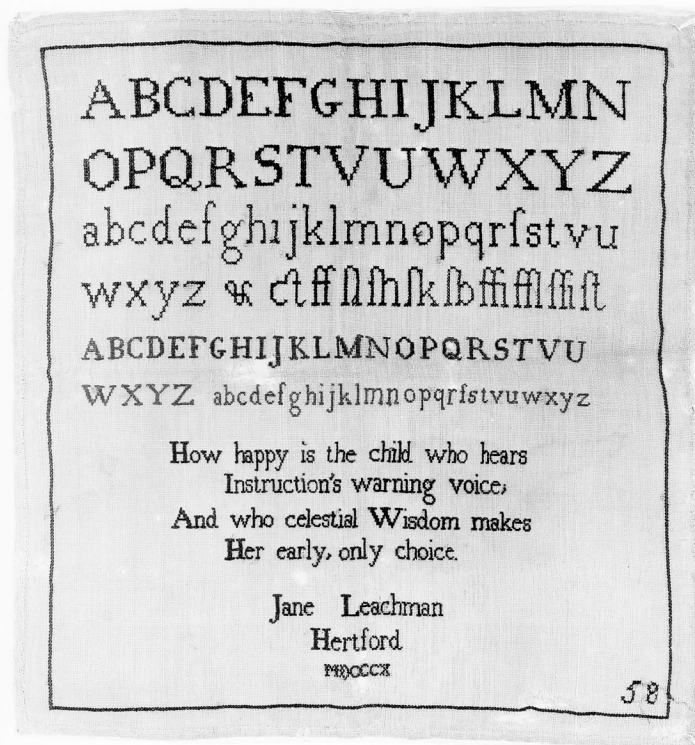 ABCDEFGHIJKLMN
OPQRSTVUWXYZ
abcdefghıjklmnopqrſstvu
wxyz & ct ff ſl ſh ſk ſb ffi ffl ſſi ſt
ABCDEFGHIJKLMNOPQRSTVU
WXYZ abcdefghijklmnopqrſstvuwxyz
How happy is the child who hears
Instruction's warning voice,
And who celestial Wisdom makes
Her early, only choice.
Jane Leachman
Hertford
MDCCCX
58